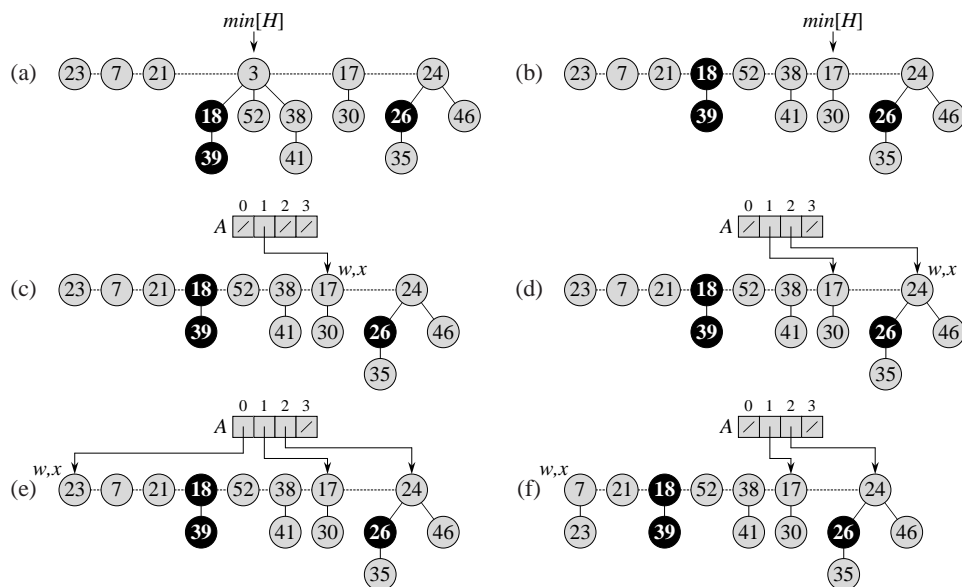 min[H] min[H]
(a) 23 7 21 3 17 24 (b) 23 7 21 18 52 38 17 24
18 52 38 30 26 46 39 41 30 26 46
39 41 35 35
0 1 2 3 0 1 2 3
A A
w,x w,x
(c) 23 7 21 18 52 38 17 24 (d) 23 7 21 18 52 38 17 24
39 41 30 26 46 39 41 30 26 46
35 35
0 1 2 3 0 1 2 3
A A
w,x w,x
(e) 23 7 21 18 52 38 17 24 (f) 7 21 18 52 38 17 24
39 41 30 26 46 23 39 41 30 26 46
35 35